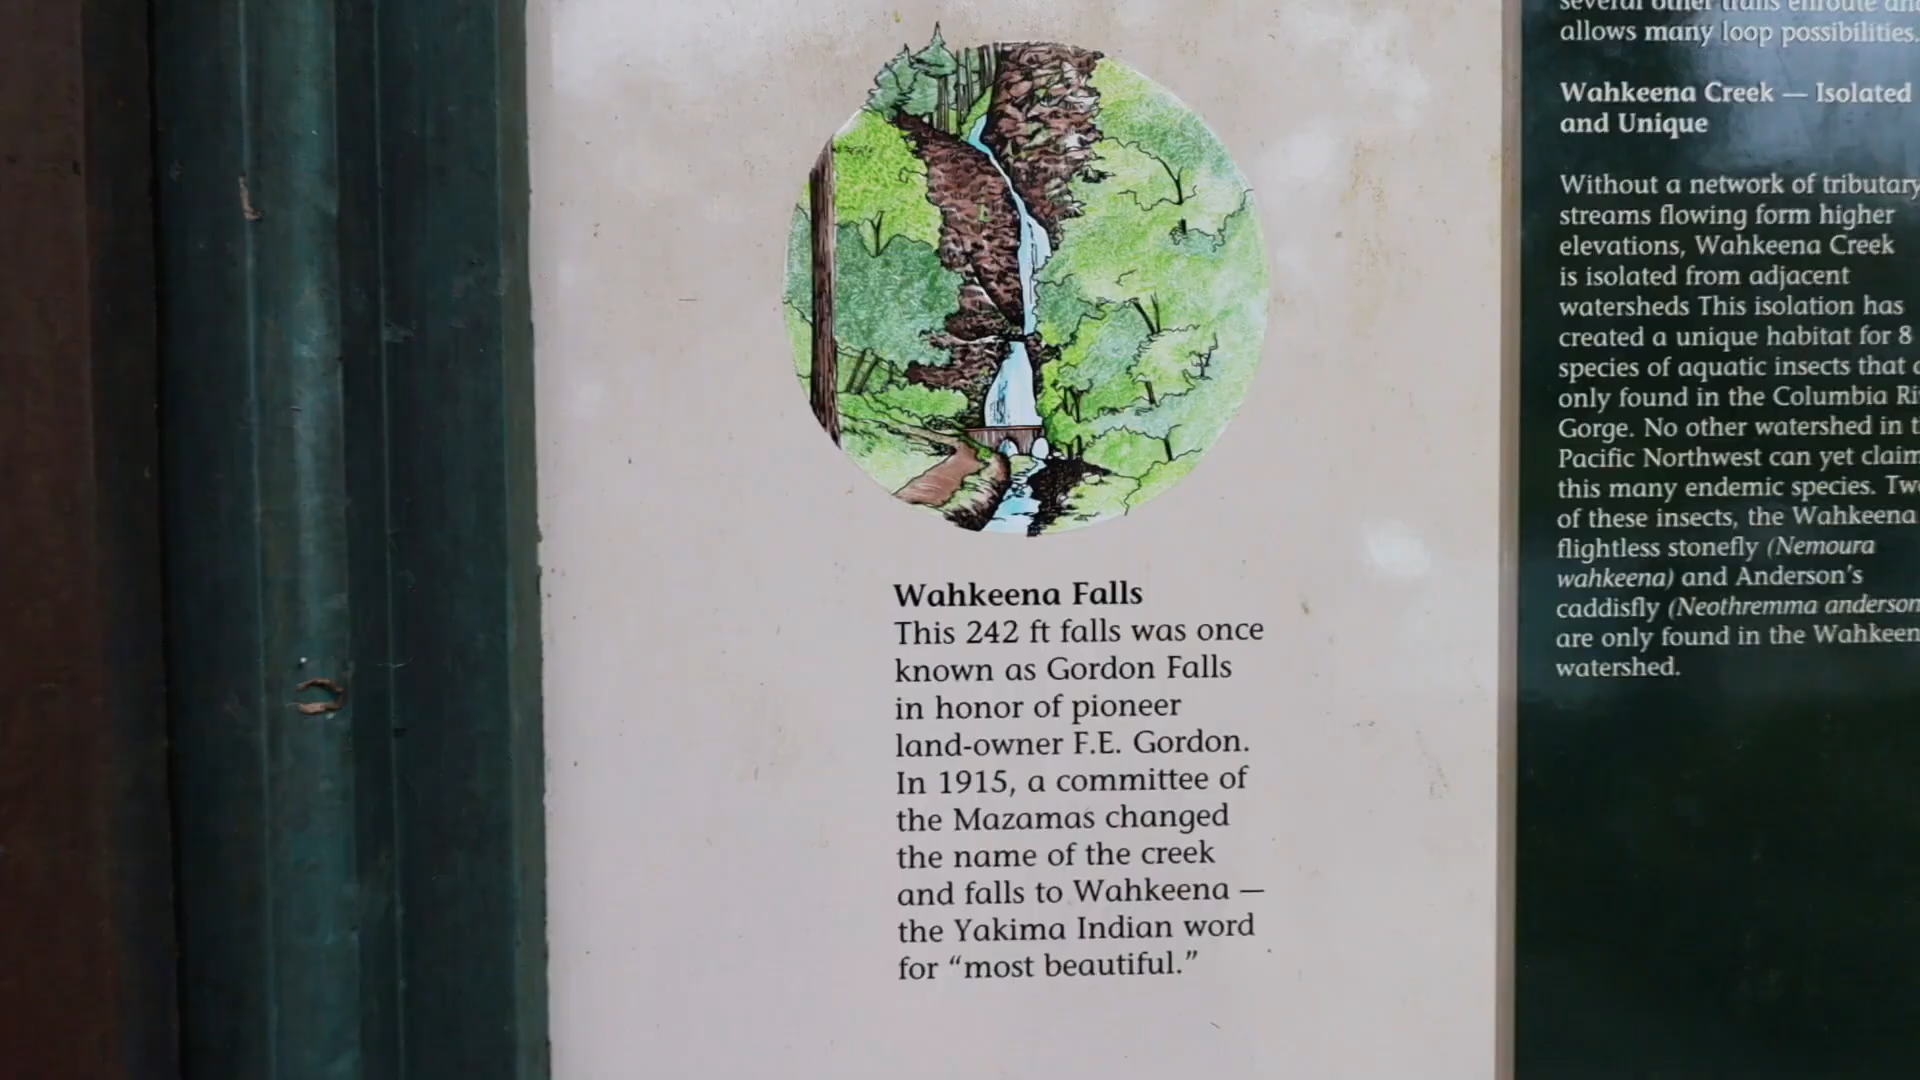 Wahkeena Falls
This 242 ft falls was once
known as Gordon Falls
in honor of pioneer
land-owner F.E. Gordon.
In 1915, a committee of
the Mazamas changed
the name of the creek
and falls to Wahkeena —
the Yakima Indian word
for “most beautiful.”
several other trails enroute and
allows many loop possibilities.
Wahkeena Creek — Isolated
and Unique
Without a network of tributary
streams flowing form higher
elevations, Wahkeena Creek
is isolated from adjacent
watersheds This isolation has
created a unique habitat for 8
species of aquatic insects that
only found in the Columbia
Gorge. No other watershed in
Pacific Northwest can yet claim
this many endemic species.
of these insects, the Wahkeena
flightless stonefly (Nemoura
wahkeena) and Anderson’s
caddisfly (Neothremma
are only found in the
watershed.